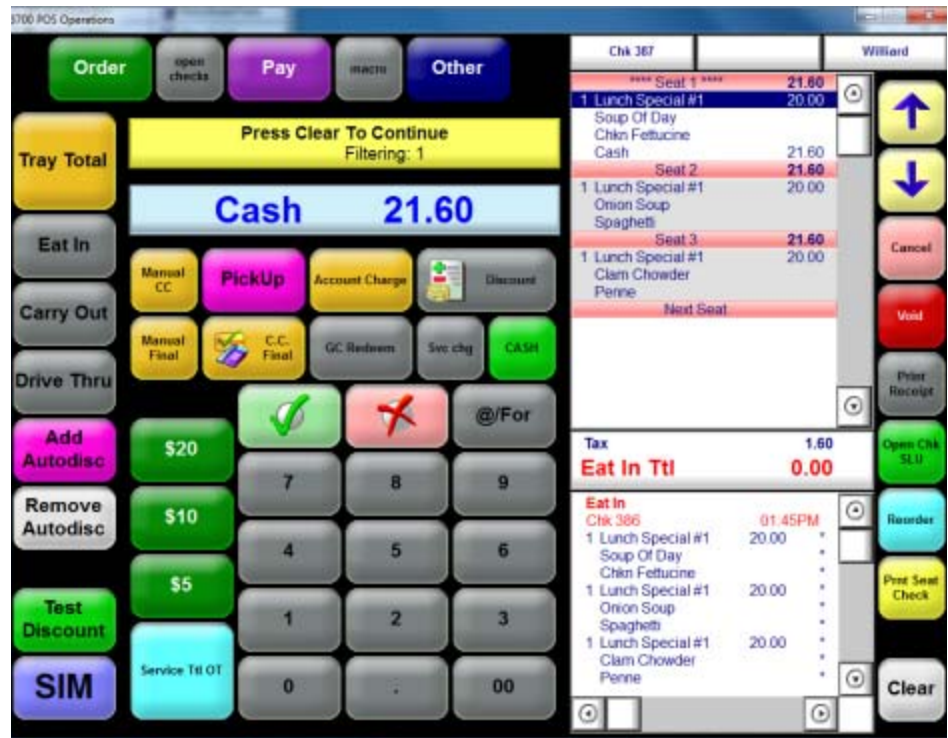 3700 POS Operations
Order
open checks
Pay
macro
Other
Chk 387
Williard
Tray Total
Eat In
Carry Out
Drive Thru
Add Autodisc
Remove Autodisc
Test Discount
SIM
Press Clear To Continue
Filtering: 1
Cash 21.60
Manual CC
PickUp
Account Charge
Discount
Manual Final
C.C. Final
GC Redeem
Svc chg
CASH
@/For
$20
7 8 9
$10
4 5 6
$5
1 2 3
Service Ttl OT
0 . 00
**** Seat 1 **** 21.60
1 Lunch Special #1 20.00
Soup Of Day
Chkn Fettucine
Cash 21.60
Seat 2 21.60
1 Lunch Special #1 20.00
Onion Soup
Spaghetti
Seat 3 21.60
1 Lunch Special #1 20.00
Clam Chowder
Penne
Next Seat
Tax 1.60
Eat In Ttl 0.00
Eat In
Chk 386 01:45PM
1 Lunch Special #1 20.00 *
Soup Of Day *
Chkn Fettucine *
1 Lunch Special #1 20.00 *
Onion Soup *
Spaghetti *
1 Lunch Special #1 20.00 *
Clam Chowder *
Penne *
Cancel
Void
Print Receipt
Open Chk SLU
Reorder
Prnt Seat Check
Clear